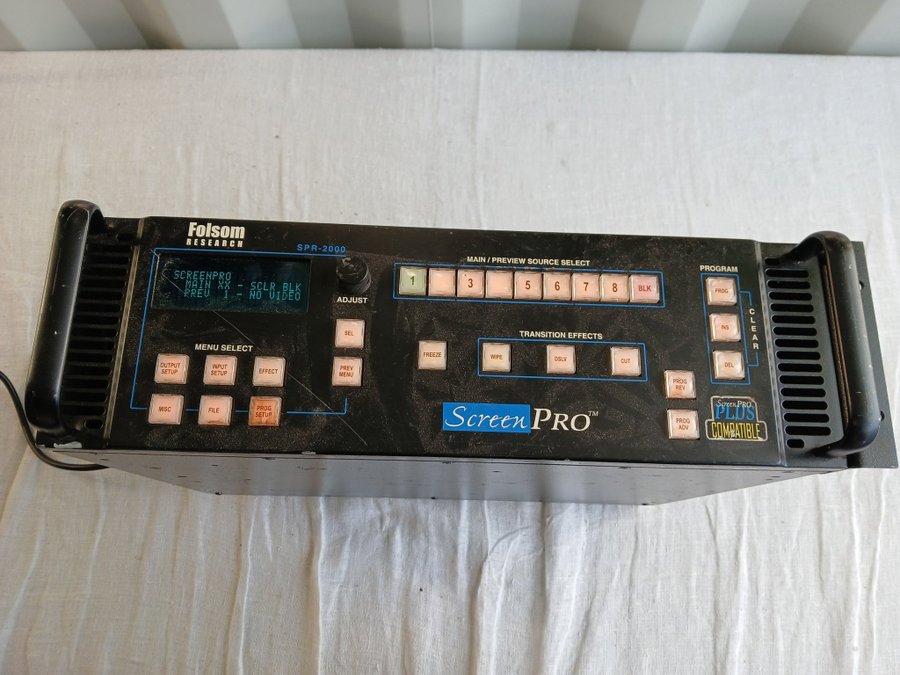 Folsom
RESEARCH
SPR-2000
SCREENPRO
MAIN XX - SCLR BLK
PREV 1 - NO VIDEO
ADJUST
SEL
PREV MENU
MENU SELECT
OUTPUT SETUP
INPUT SETUP
EFFECT
MISC
FILE
PROG SETUP
MAIN / PREVIEW SOURCE SELECT
1
3
5
6
7
8
BLK
FREEZE
TRANSITION EFFECTS
WIPE
DSLV
CUT
ScreenPRO™
PROGRAM
PROG
INS
DEL
CLEAR
PROG REV
PROG ADV
ScreenPRO
PLUS
COMPATIBLE